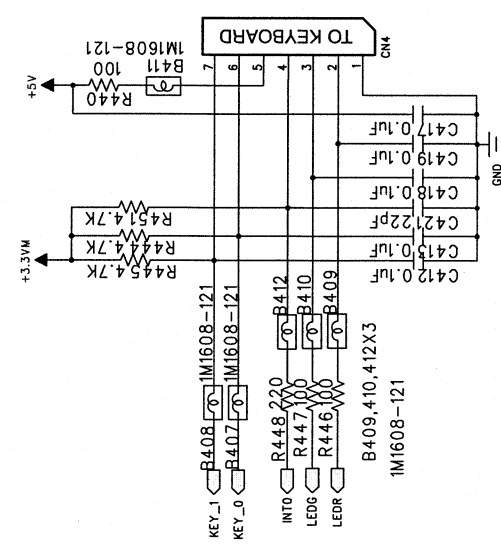 TO KEYBOARD
CN4
7
6
5
4
3
2
1
B411
1M1608-121
R440
100
+5V
C417
0.1uF
C419
0.1uF
C418
0.1uF
C421
22pF
C413
0.1uF
C412
0.1uF
GND
R451
4.7K
R444
4.7K
R445
4.7K
+3.3VM
B408
1M1608-121
B407
1M1608-121
B412
B410
B409
R448
220
R447
100
R446
100
B409,410,412X3
1M1608-121
KEY_1
KEY_0
INT0
LEDG
LEDR